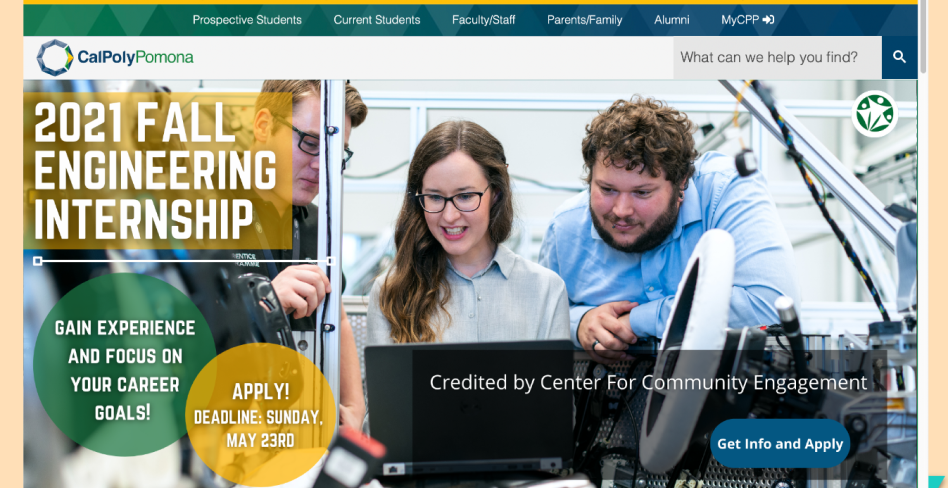 Prospective Students Current Students Faculty/Staff Parents/Family Alumni MyCPP
CalPolyPomona
What can we help you find?
2021 FALL
ENGINEERING
INTERNSHIP
GAIN EXPERIENCE
AND FOCUS ON
YOUR CAREER
GOALS!
APPLY!
DEADLINE: SUNDAY,
MAY 23RD
Credited by Center For Community Engagement
Get Info and Apply